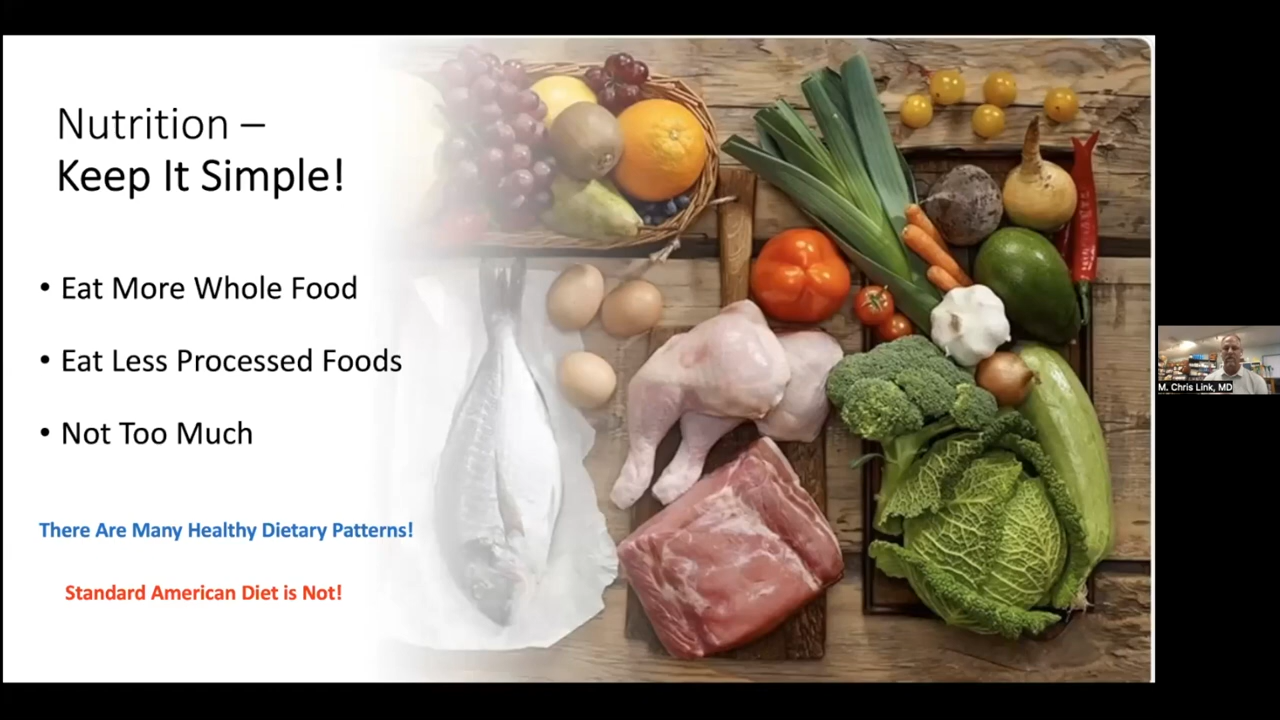 Nutrition –
Keep It Simple!
• Eat More Whole Food
• Eat Less Processed Foods
• Not Too Much
There Are Many Healthy Dietary Patterns!
Standard American Diet is Not!
M. Chris Link, MD